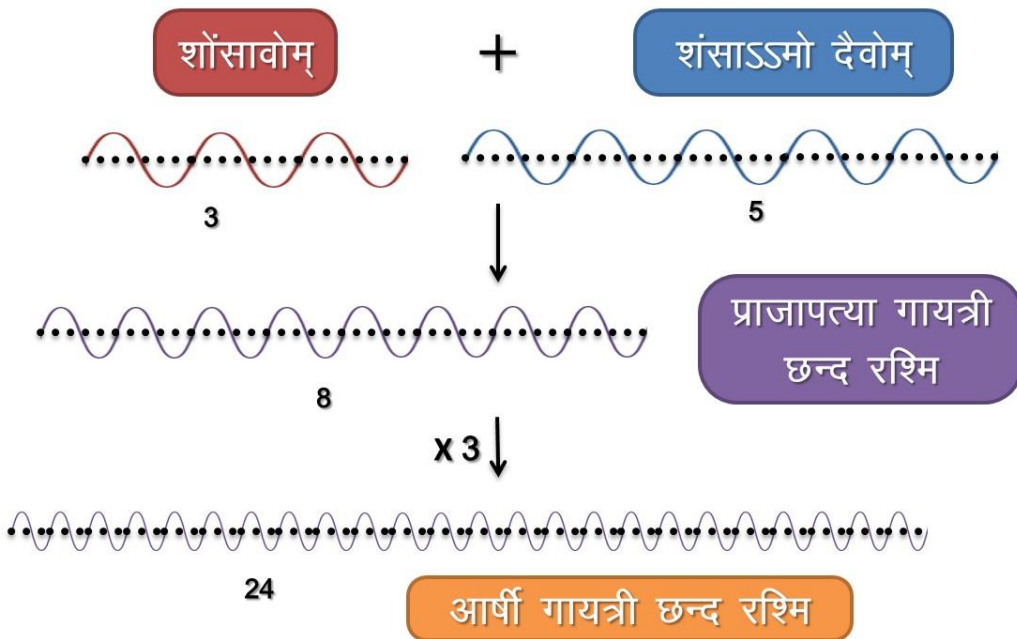 शोंसावोम् + शंसाऽऽमो दैवोम्
3 5
प्राजापत्या गायत्री
छन्द रश्मि
8
X 3
24
आर्षी गायत्री छन्द रश्मि